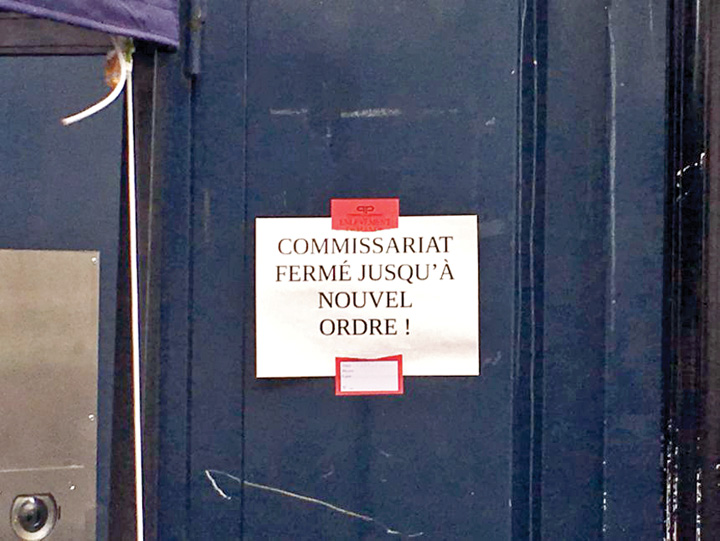 COMMISSARIAT
FERMÉ JUSQU'À
NOUVEL
ORDRE !